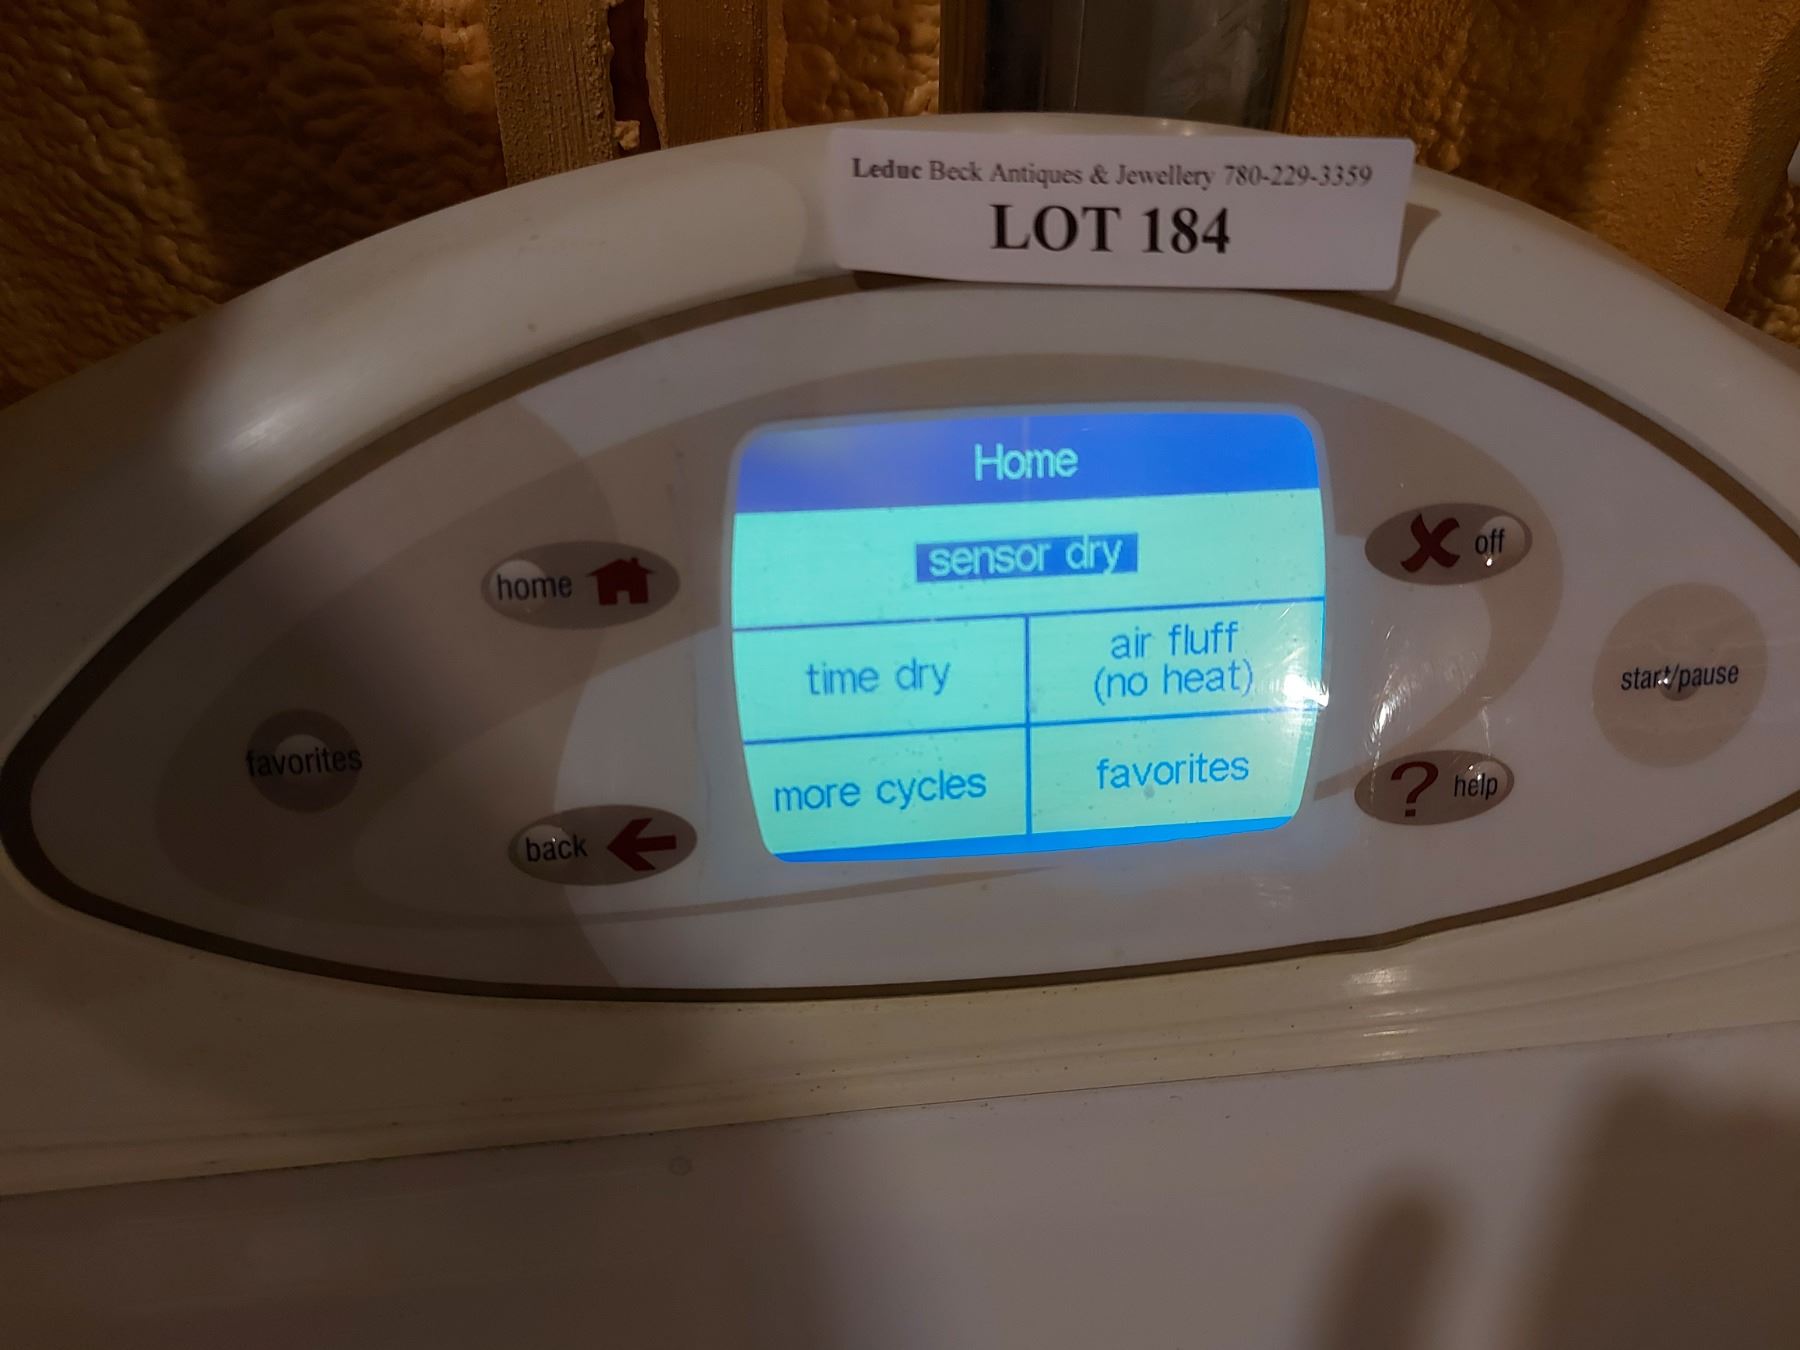 Leduc Beck Antiques & Jewellery 780-229-3359
LOT 184
Home
sensor dry
time dry
air fluff
(no heat)
more cycles
favorites
home
favorites
back
off
start/pause
? help